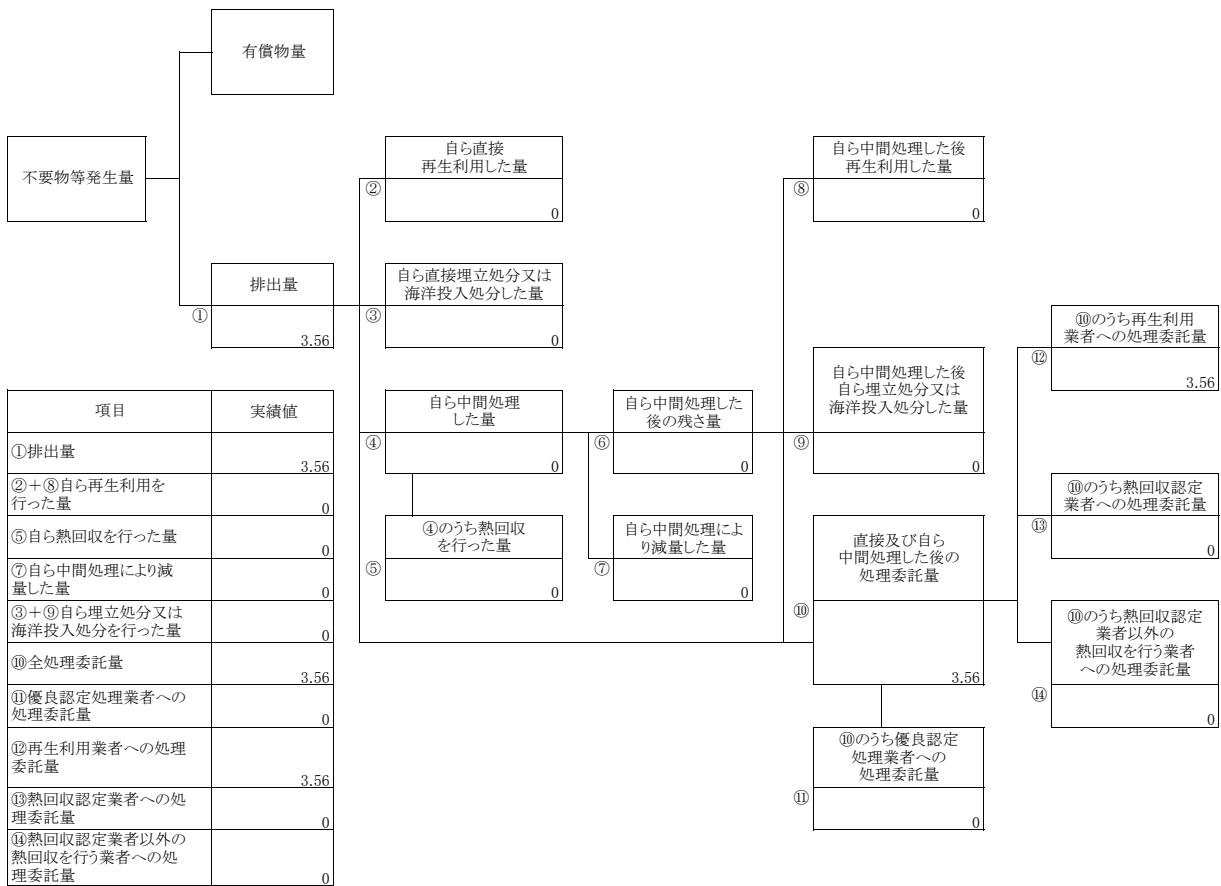 有償物量
不要物等発生量
自ら直接
再生利用した量
②
0
自ら中間処理した後
再生利用した量
⑧
0
排出量
①
3.56
自ら直接埋立処分又は
海洋投入処分した量
③
0
⑩のうち再生利用
業者への処理委託量
⑫
3.56
自ら中間処理
した量
④
0
自ら中間処理した
後の残さ量
⑥
0
自ら中間処理した後
自ら埋立処分又は
海洋投入処分した量
⑨
0
⑩のうち熱回収認定
業者への処理委託量
⑬
0
④のうち熱回収
を行った量
⑤
0
自ら中間処理によ
り減量した量
⑦
0
直接及び自ら
中間処理した後の
処理委託量
⑩
3.56
⑩のうち熱回収認定
業者以外の
熱回収を行う業者
への処理委託量
⑭
0
⑩のうち優良認定
処理業者への
処理委託量
⑪
0
項目 実績値
①排出量
3.56
②+⑧自ら再生利用を
行った量
0
⑤自ら熱回収を行った量
0
⑦自ら中間処理により減
量した量
0
③+⑨自ら埋立処分又は
海洋投入処分を行った量
0
⑩全処理委託量
3.56
⑪優良認定処理業者への
処理委託量
0
⑫再生利用業者への処理
委託量
3.56
⑬熱回収認定業者への処
理委託量
0
⑭熱回収認定業者以外の
熱回収を行う業者への処
理委託量
0